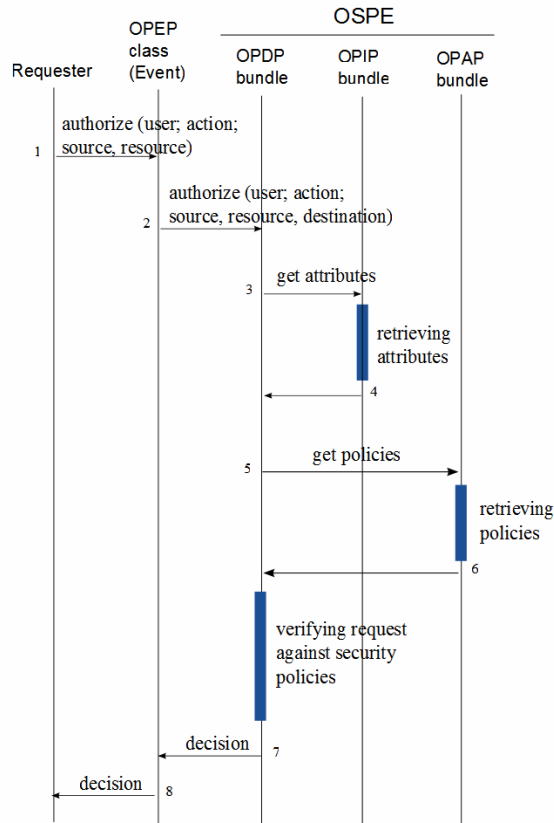 OSPE
OPEP
class
(Event)
Requester
OPDP
bundle
OPIP
bundle
OPAP
bundle
authorize (user; action;
source, resource)
1
authorize (user; action;
source, resource, destination)
2
get attributes
3
retrieving
attributes
4
get policies
5
retrieving
policies
6
verifying request
against security
policies
decision
7
decision
8